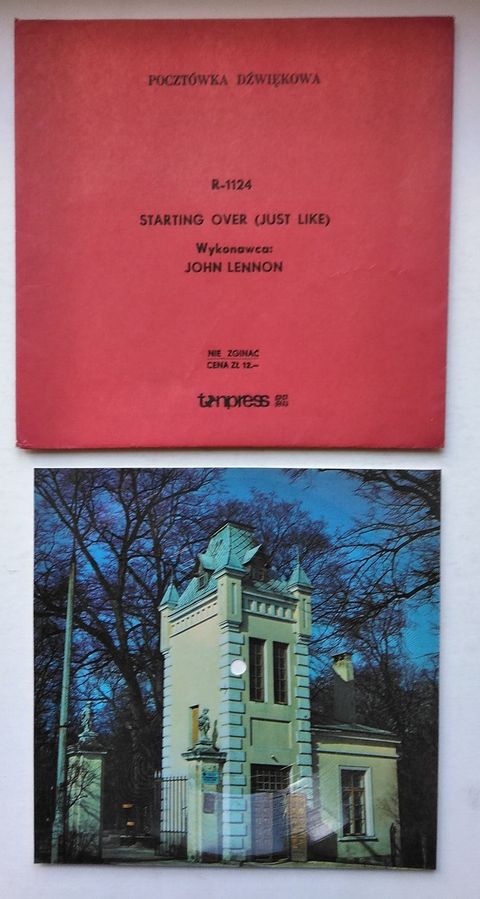 POCZTÓWKA DŹWIĘKOWA
R-1124
STARTING OVER (JUST LIKE)
Wykonawca:
JOHN LENNON
NIE ZGINAĆ
CENA ZŁ 12.—
tonpress